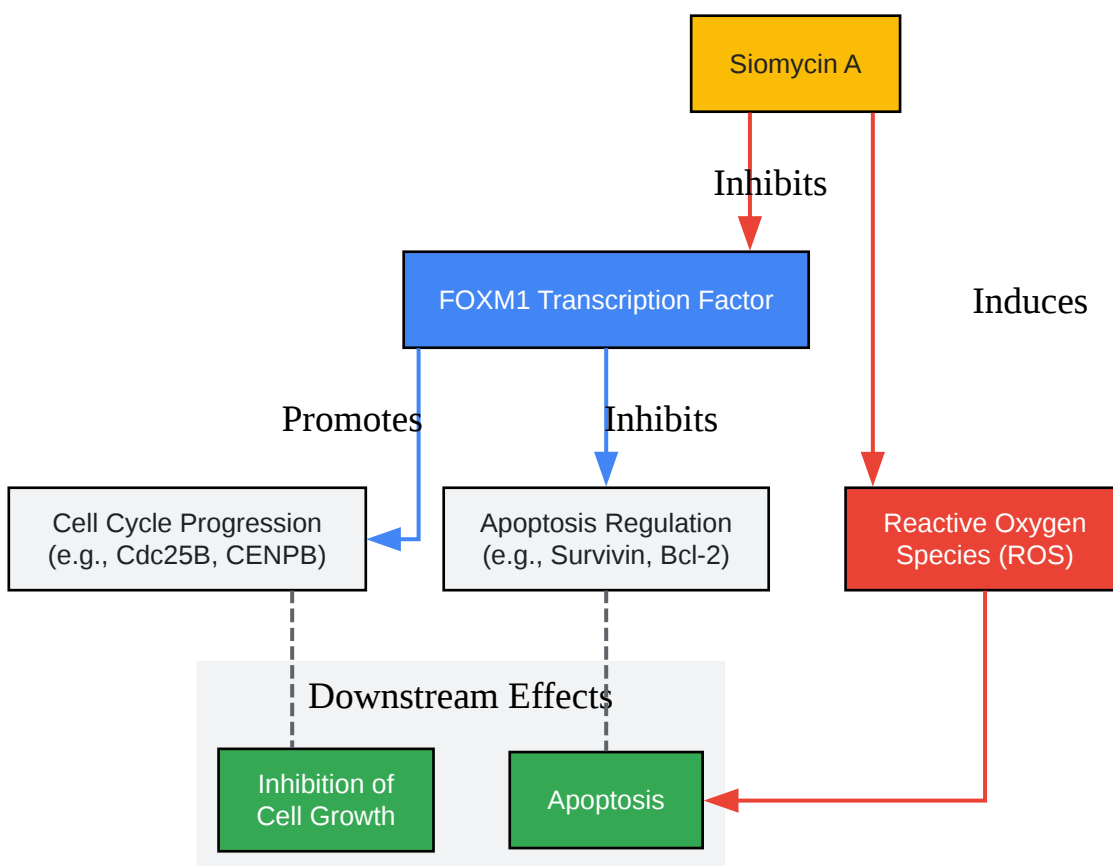 Siomycin A
Inhibits
FOXM1 Transcription Factor
Induces
Promotes
Inhibits
Cell Cycle Progression
(e.g., Cdc25B, CENPB)
Apoptosis Regulation
(e.g., Survivin, Bcl-2)
Reactive Oxygen
Species (ROS)
Downstream Effects
Inhibition of
Cell Growth
Apoptosis